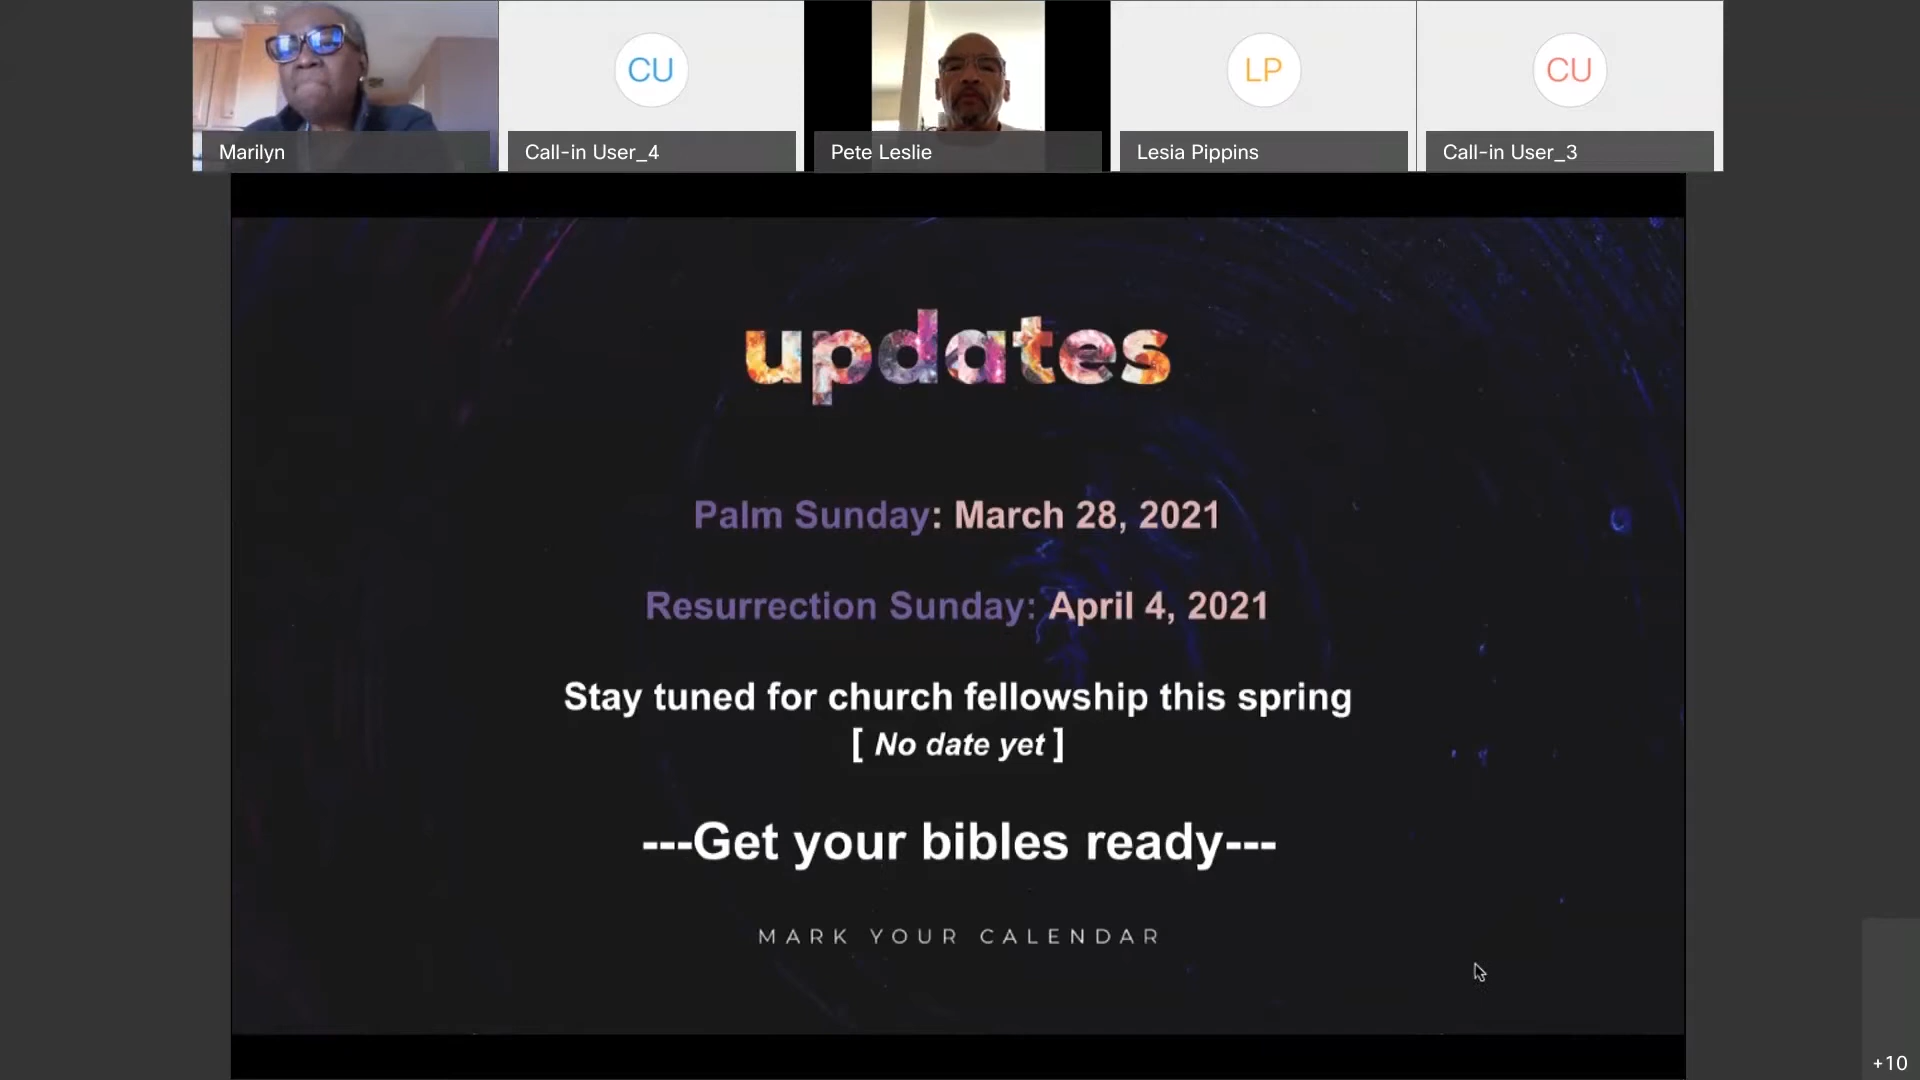 CU
LP
CU
Marilyn
Call-in User_4
Pete Leslie
Lesia Pippins
Call-in User_3
updates
Palm Sunday: March 28, 2021
Resurrection Sunday: April 4, 2021
Stay tuned for church fellowship this spring
[ No date yet ]
---Get your bibles ready---
MARK YOUR CALENDAR
+10